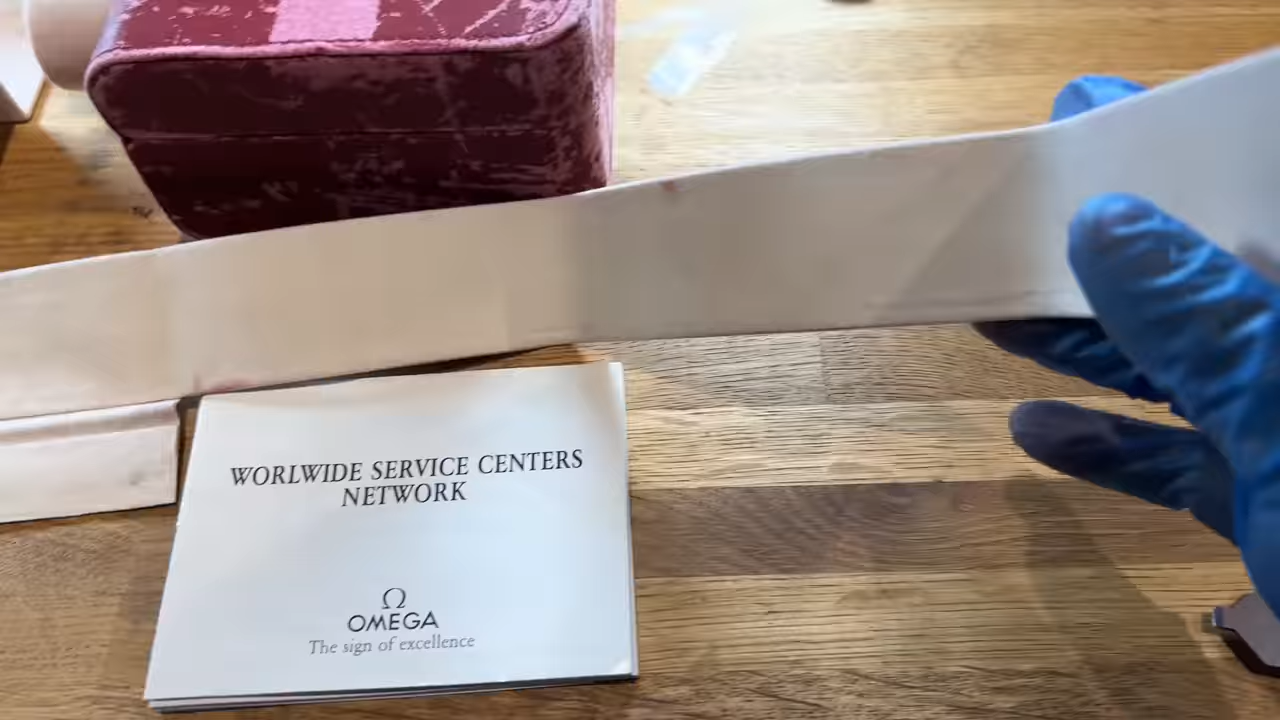 WORLWIDE SERVICE CENTERS
NETWORK
Ω
OMEGA
The sign of excellence